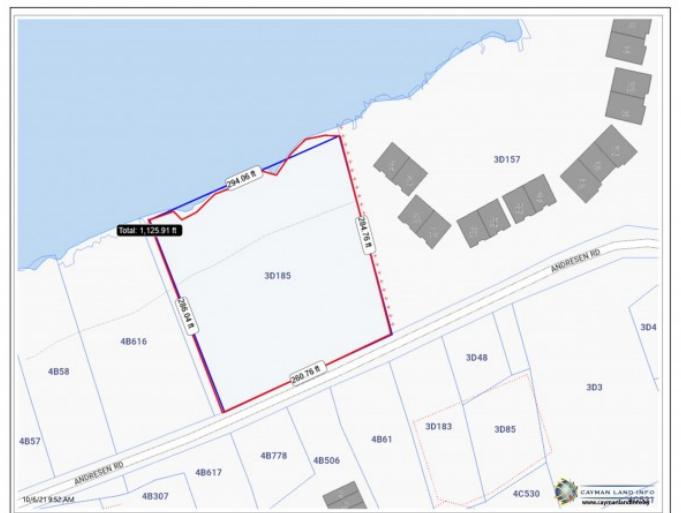 294.06 ft
3D157
Total: 1,125.91 ft
284.76 ft
ANDRESEN RD
3D185
286.04 ft
4B616
3D4
4B58
3D48
260.76 ft
3D3
3D183
3D85
4B61
4B57
4B778
4B506
ANDRESEN RD
4B617
4C530
CAYMAN LAND INFO
10/6/21 9:52 AM
4B307